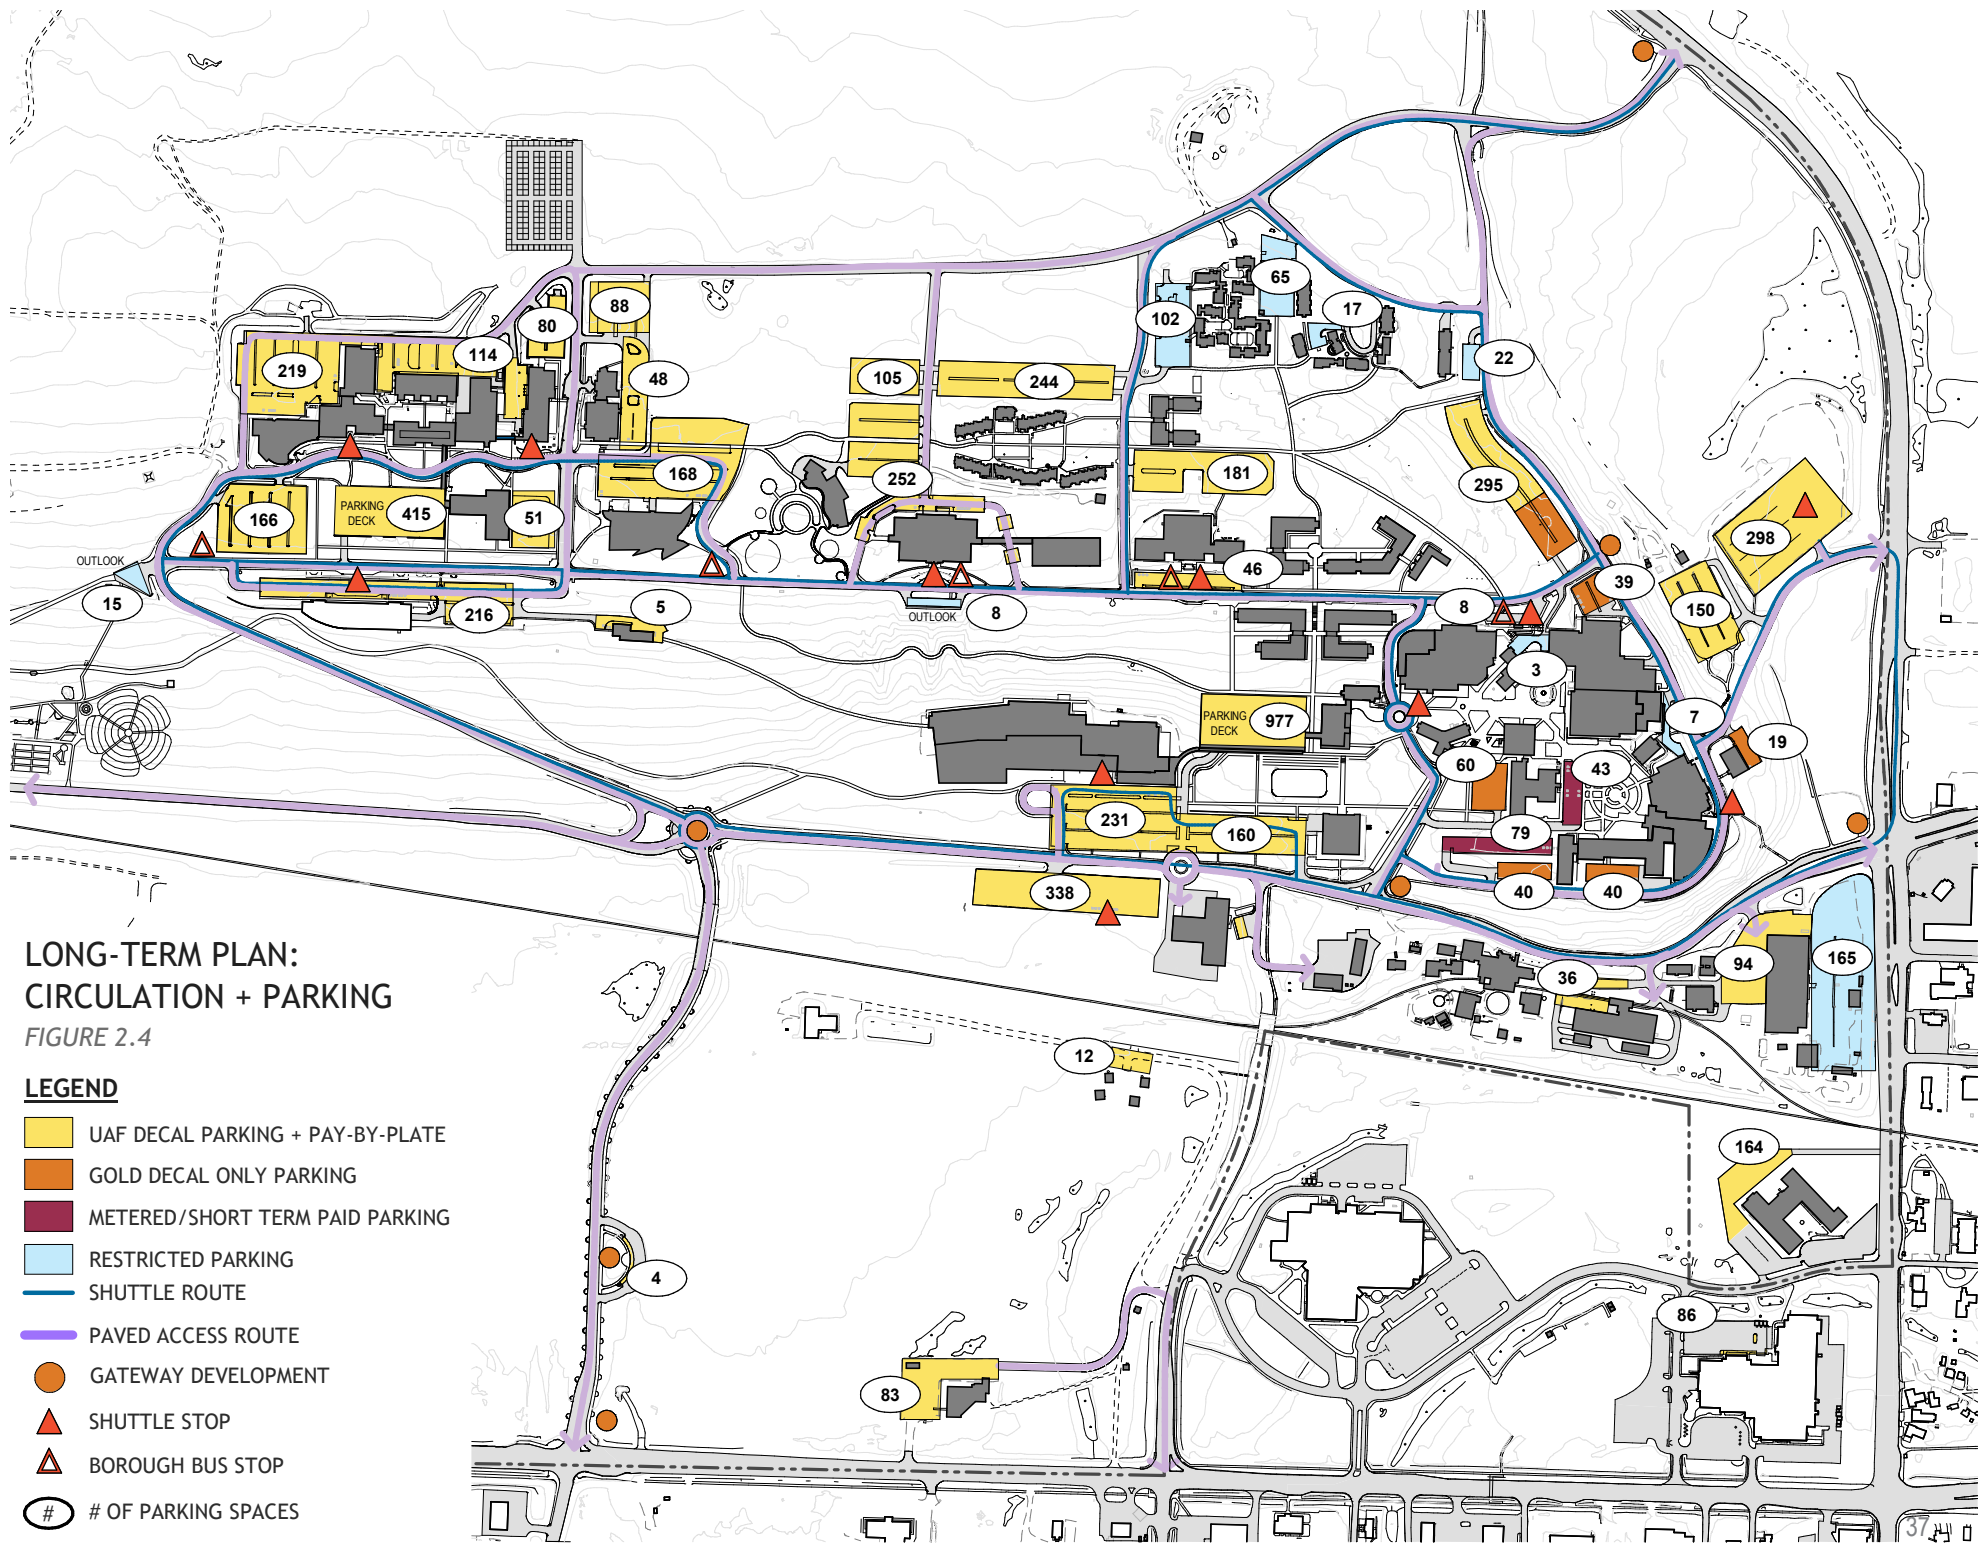 88
80
65
17
102
114
22
219
48
105
244
168
252
181
295
166
PARKING
DECK
415
51
298
OUTLOOK
46
39
15
216
5
OUTLOOK
8
8
150
3
PARKING
DECK
977
7
19
60
43
231
160
79
338
40
40
LONG-TERM PLAN:
CIRCULATION + PARKING
FIGURE 2.4
36
94
165
12
LEGEND
UAF DECAL PARKING + PAY-BY-PLATE
GOLD DECAL ONLY PARKING
METERED/SHORT TERM PAID PARKING
RESTRICTED PARKING
SHUTTLE ROUTE
PAVED ACCESS ROUTE
GATEWAY DEVELOPMENT
SHUTTLE STOP
BOROUGH BUS STOP
# # OF PARKING SPACES
164
4
86
83
37